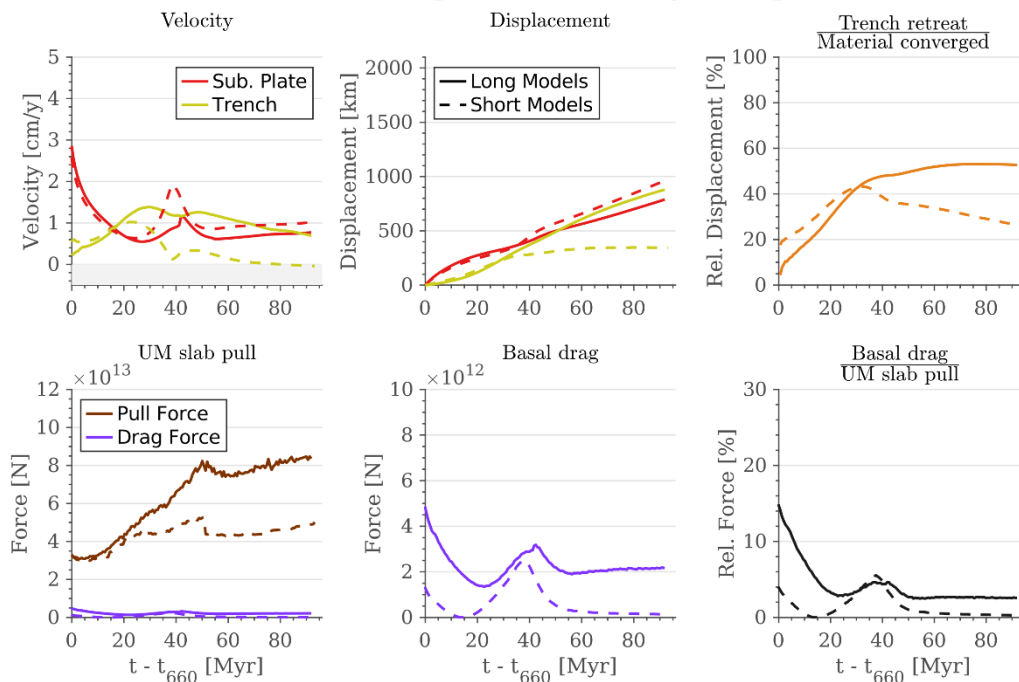 Velocity
Displacement
Trench retreat
Material converged
5
4
3
2
1
0
Velocity [cm/y]
Sub. Plate
Trench
0 20 40 60 80
2000
1500
1000
500
0
Displacement [km]
Long Models
Short Models
0 20 40 60 80
100
80
60
40
20
0
Rel. Displacement [%]
0 20 40 60 80
UM slab pull
Basal drag
Basal drag
UM slab pull
×10¹³
12
10
8
6
4
2
0
Force [N]
Pull Force
Drag Force
0 20 40 60 80
t - t₆₆₀ [Myr]
×10¹²
10
8
6
4
2
0
Force [N]
0 20 40 60 80
t - t₆₆₀ [Myr]
30
20
10
0
Rel. Force [%]
0 20 40 60 80
t - t₆₆₀ [Myr]